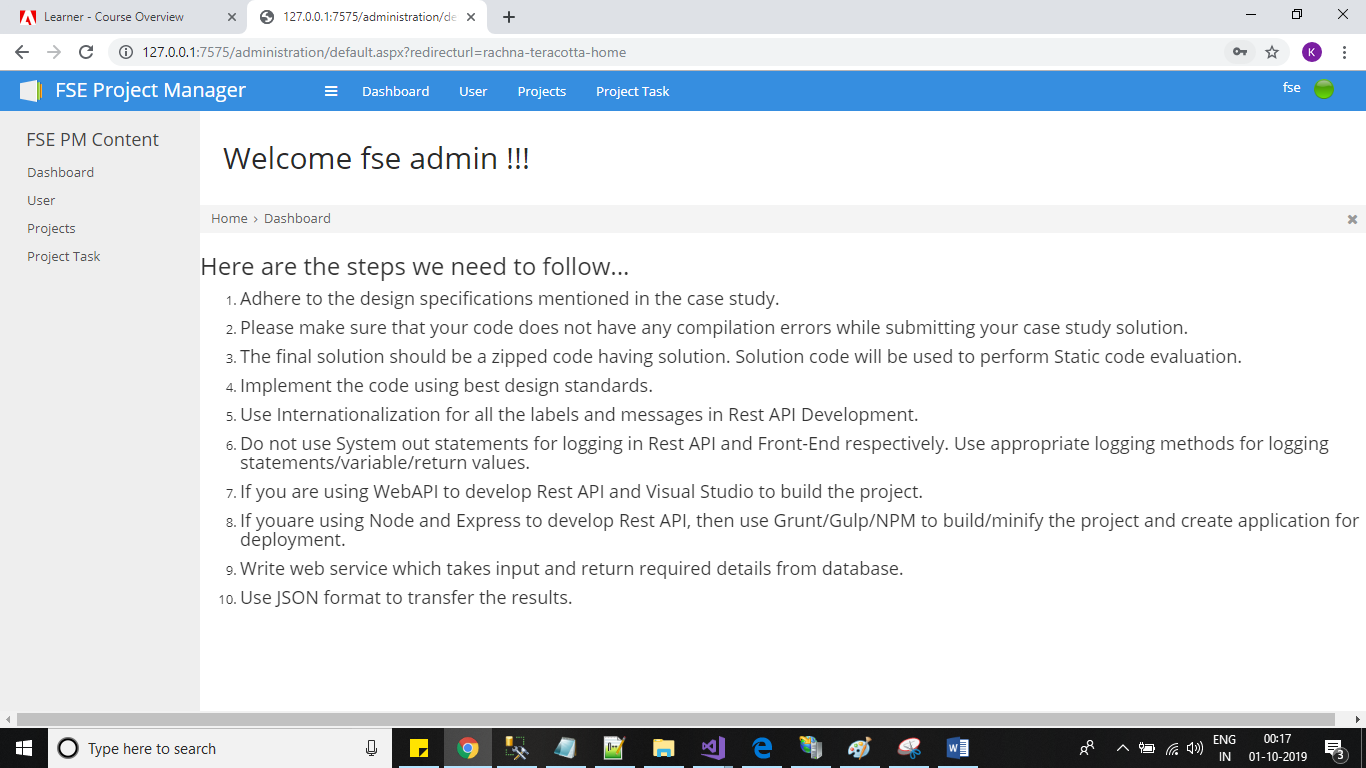 Learner - Course Overview
127.0.0.1:7575/administration/de
127.0.0.1:7575/administration/default.aspx?redirecturl=rachna-teracotta-home
K
FSE Project Manager
Dashboard
User
Projects
Project Task
fse
FSE PM Content
Dashboard
User
Projects
Project Task
Welcome fse admin !!!
Home › Dashboard
Here are the steps we need to follow...
1. Adhere to the design specifications mentioned in the case study.
2. Please make sure that your code does not have any compilation errors while submitting your case study solution.
3. The final solution should be a zipped code having solution. Solution code will be used to perform Static code evaluation.
4. Implement the code using best design standards.
5. Use Internationalization for all the labels and messages in Rest API Development.
6. Do not use System out statements for logging in Rest API and Front-End respectively. Use appropriate logging methods for logging
statements/variable/return values.
7. If you are using WebAPI to develop Rest API and Visual Studio to build the project.
8. If youare using Node and Express to develop Rest API, then use Grunt/Gulp/NPM to build/minify the project and create application for
deployment.
9. Write web service which takes input and return required details from database.
10. Use JSON format to transfer the results.
Type here to search
ENG
IN
00:17
01-10-2019
3